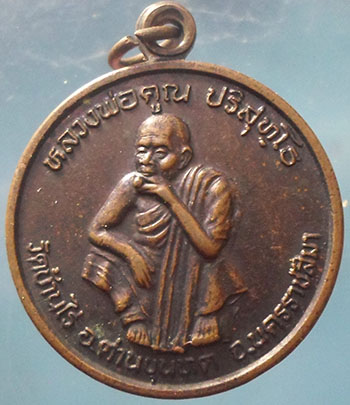 หลวงพ่อคูณ ปริสุทฺโธ
วัดบ้านไร่ อ.ด่านขุนทด จ.นครราชสีมา